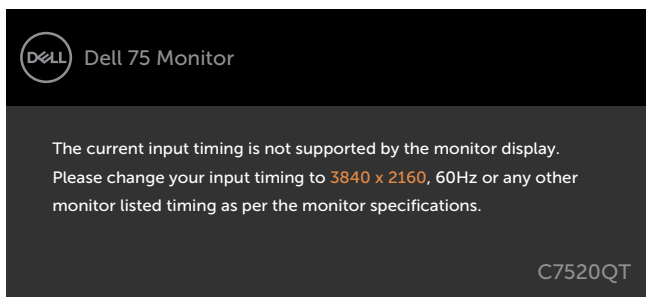 DELL
Dell 75 Monitor
The current input timing is not supported by the monitor display.
Please change your input timing to 3840 x 2160, 60Hz or any other
monitor listed timing as per the monitor specifications.
C7520QT